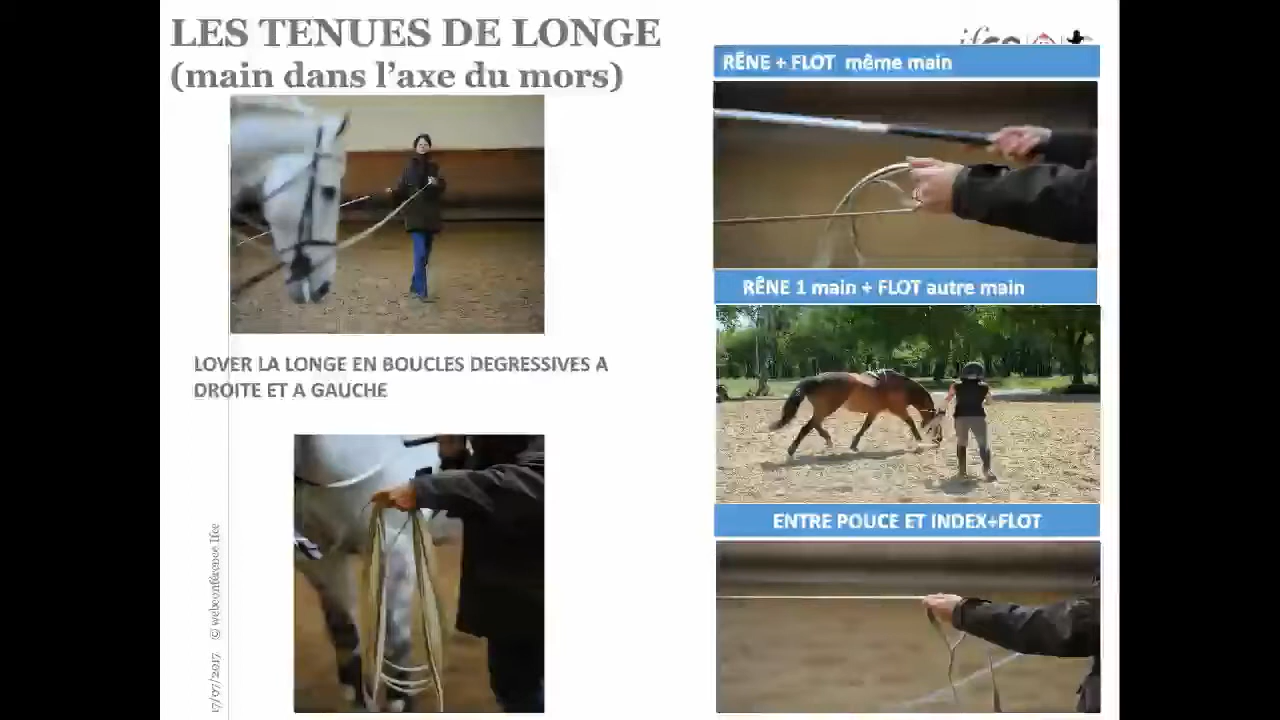 LES TENUES DE LONGE
(main dans l’axe du mors)
LOVER LA LONGE EN BOUCLES DEGRESSIVES A
DROITE ET A GAUCHE
RÊNE + FLOT même main
RÊNE 1 main + FLOT autre main
ENTRE POUCE ET INDEX+FLOT
17/07/2017 © webconférence Ifce